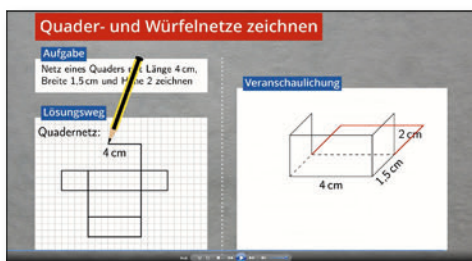 Quader- und Würfelnetze zeichnen
Aufgabe
Netz eines Quaders mit Länge 4 cm,
Breite 1,5 cm und Höhe 2 zeichnen
Lösungsweg
Quadernetz:
4 cm
Veranschaulichung
2 cm
1,5 cm
4 cm